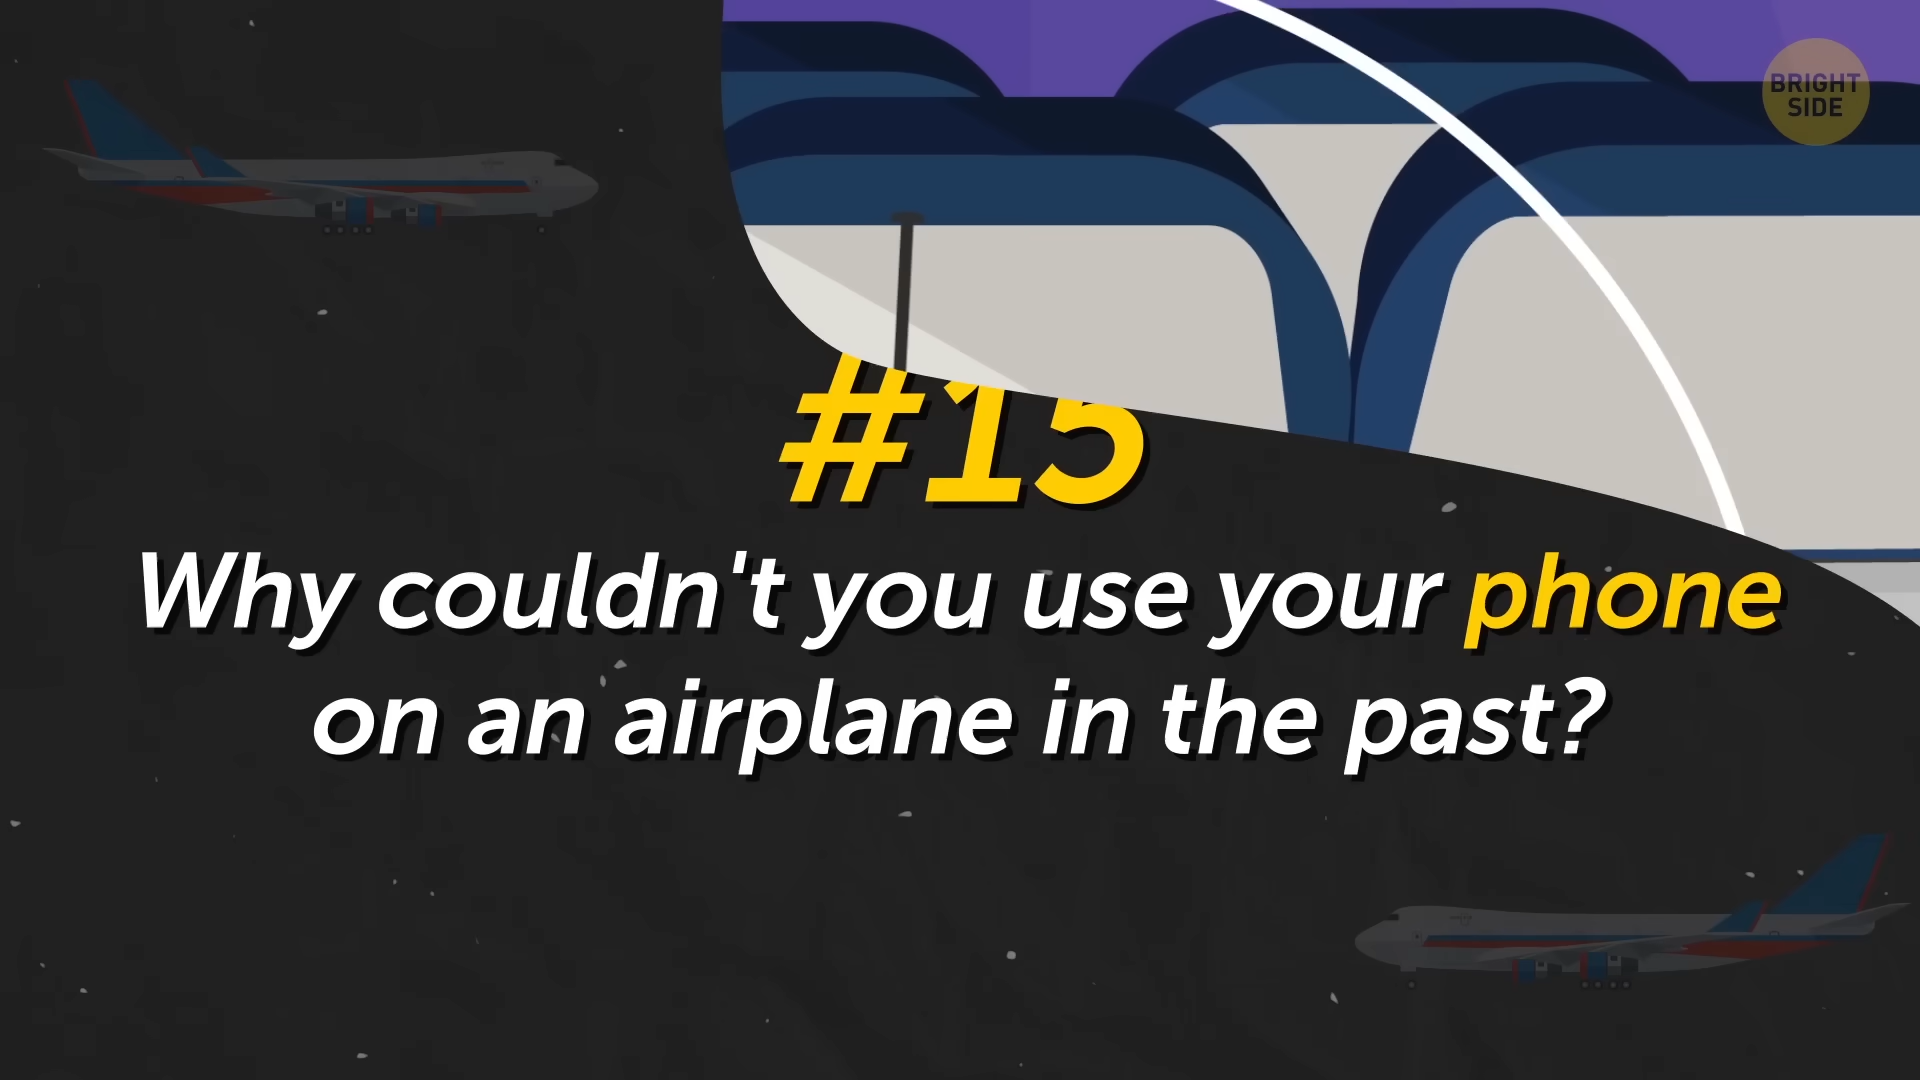 BRIGHT
SIDE
#15
Why couldn't you use your phone
on an airplane in the past?